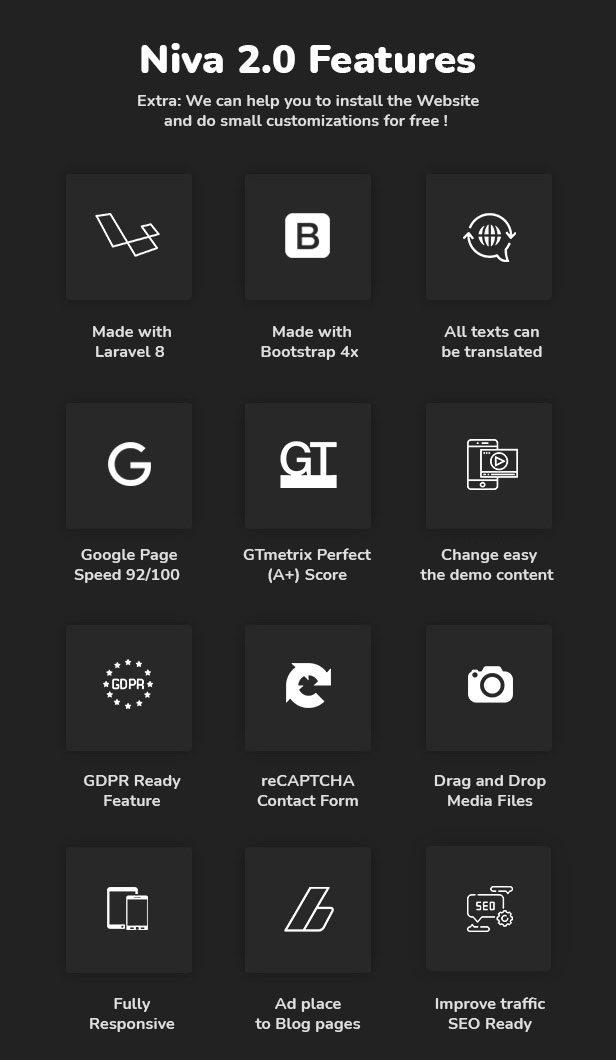 Niva 2.0 Features
Extra: We can help you to install the Website
and do small customizations for free !
B
Made with
Laravel 8
Made with
Bootstrap 4x
All texts can
be translated
G
GT
Google Page
Speed 92/100
GTmetrix Perfect
(A+) Score
Change easy
the demo content
GDPR
GDPR Ready
Feature
reCAPTCHA
Contact Form
Drag and Drop
Media Files
SEO
Fully
Responsive
Ad place
to Blog pages
Improve traffic
SEO Ready